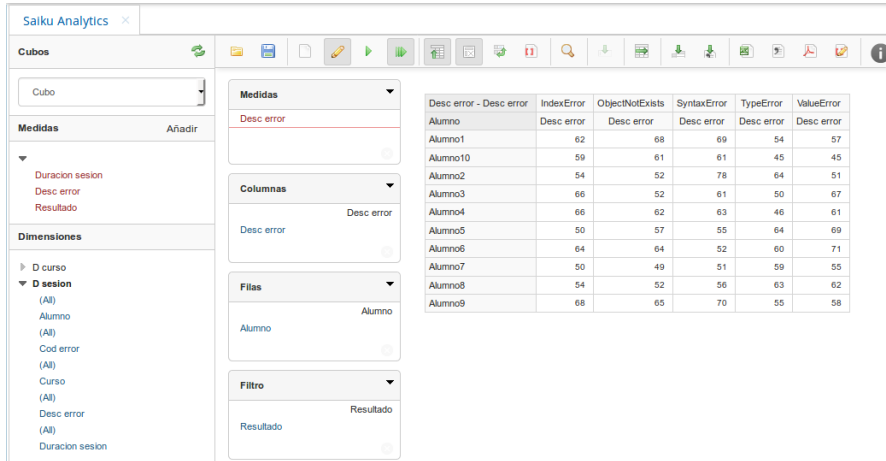 Saiku Analytics ×
Cubos
Cubo
Medidas Añadir
Duracion sesion
Desc error
Resultado
Dimensiones
D curso
D sesion
(All)
Alumno
(All)
Cod error
(All)
Curso
(All)
Desc error
(All)
Duracion sesion
Medidas
Desc error
Columnas
Desc error
Desc error
Filas
Alumno
Alumno
Filtro
Resultado
Resultado
Desc error - Desc error IndexError ObjectNotExists SyntaxError TypeError ValueError
Alumno Desc error Desc error Desc error Desc error Desc error
Alumno1 62 68 69 54 57
Alumno10 59 61 61 45 45
Alumno2 54 52 78 64 51
Alumno3 66 52 61 50 67
Alumno4 66 62 63 46 61
Alumno5 50 57 55 64 69
Alumno6 64 64 52 60 71
Alumno7 50 49 51 59 55
Alumno8 54 52 56 63 62
Alumno9 68 65 70 55 58